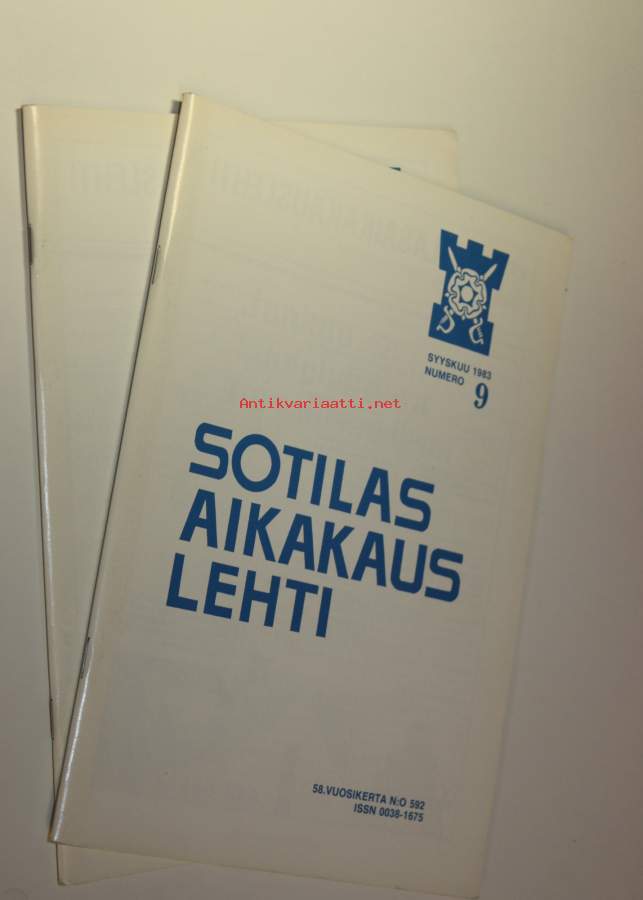 SYYSKUU 1983
NUMERO 9
Antikvariaatti.net
SOTILAS
AIKAKAUS
LEHTI
58.VUOSIKERTA N:O 592
ISSN 0038-1675